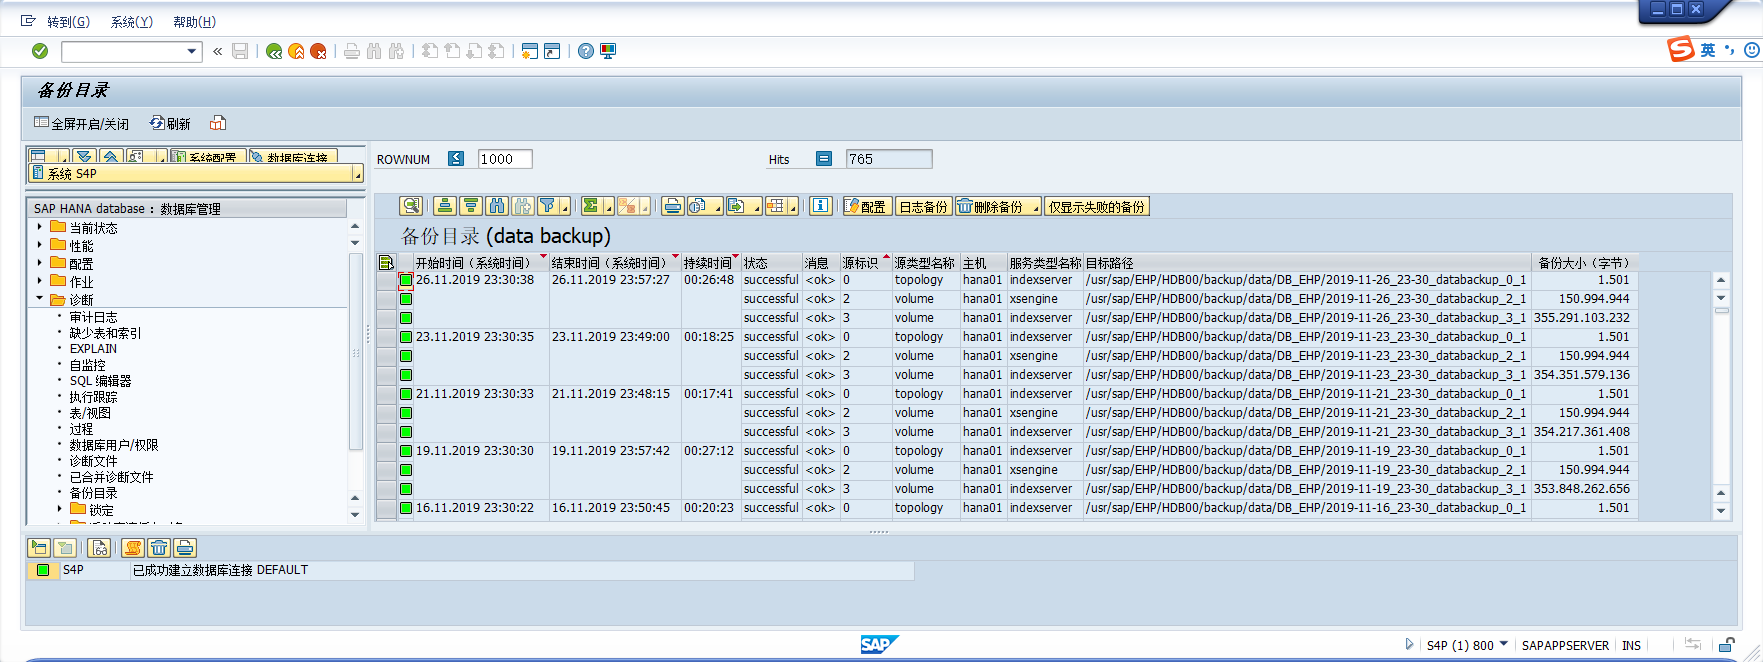 转到(G) 系统(Y) 帮助(H)
英
备份目录
全屏开启/关闭 刷新
系统配置 数据库连接
系统 S4P
ROWNUM 1000 Hits 765
SAP HANA database : 数据库管理
当前状态
性能
配置
作业
诊断
审计日志
缺少表和索引
EXPLAIN
自监控
SQL 编辑器
执行跟踪
表/视图
过程
数据库用户/权限
诊断文件
已合并诊断文件
备份目录
锁定
配置 日志备份 删除备份 仅显示失败的备份
备份目录 (data backup)
开始时间（系统时间） 结束时间（系统时间） 持续时间 状态 消息 源标识 源类型名称 主机 服务类型名称 目标路径 备份大小（字节）
26.11.2019 23:30:38 26.11.2019 23:57:27 00:26:48 successful <ok> 0 topology hana01 indexserver /usr/sap/EHP/HDB00/backup/data/DB_EHP/2019-11-26_23-30_databackup_0_1 1.501
successful <ok> 2 volume hana01 xsengine /usr/sap/EHP/HDB00/backup/data/DB_EHP/2019-11-26_23-30_databackup_2_1 150.994.944
successful <ok> 3 volume hana01 indexserver /usr/sap/EHP/HDB00/backup/data/DB_EHP/2019-11-26_23-30_databackup_3_1 355.291.103.232
23.11.2019 23:30:35 23.11.2019 23:49:00 00:18:25 successful <ok> 0 topology hana01 indexserver /usr/sap/EHP/HDB00/backup/data/DB_EHP/2019-11-23_23-30_databackup_0_1 1.501
successful <ok> 2 volume hana01 xsengine /usr/sap/EHP/HDB00/backup/data/DB_EHP/2019-11-23_23-30_databackup_2_1 150.994.944
successful <ok> 3 volume hana01 indexserver /usr/sap/EHP/HDB00/backup/data/DB_EHP/2019-11-23_23-30_databackup_3_1 354.351.579.136
21.11.2019 23:30:33 21.11.2019 23:48:15 00:17:41 successful <ok> 0 topology hana01 indexserver /usr/sap/EHP/HDB00/backup/data/DB_EHP/2019-11-21_23-30_databackup_0_1 1.501
successful <ok> 2 volume hana01 xsengine /usr/sap/EHP/HDB00/backup/data/DB_EHP/2019-11-21_23-30_databackup_2_1 150.994.944
successful <ok> 3 volume hana01 indexserver /usr/sap/EHP/HDB00/backup/data/DB_EHP/2019-11-21_23-30_databackup_3_1 354.217.361.408
19.11.2019 23:30:30 19.11.2019 23:57:42 00:27:12 successful <ok> 0 topology hana01 indexserver /usr/sap/EHP/HDB00/backup/data/DB_EHP/2019-11-19_23-30_databackup_0_1 1.501
successful <ok> 2 volume hana01 xsengine /usr/sap/EHP/HDB00/backup/data/DB_EHP/2019-11-19_23-30_databackup_2_1 150.994.944
successful <ok> 3 volume hana01 indexserver /usr/sap/EHP/HDB00/backup/data/DB_EHP/2019-11-19_23-30_databackup_3_1 353.848.262.656
16.11.2019 23:30:22 16.11.2019 23:50:45 00:20:23 successful <ok> 0 topology hana01 indexserver /usr/sap/EHP/HDB00/backup/data/DB_EHP/2019-11-16_23-30_databackup_0_1 1.501
S4P 已成功建立数据库连接 DEFAULT
SAP
S4P (1) 800 SAPAPPSERVER INS